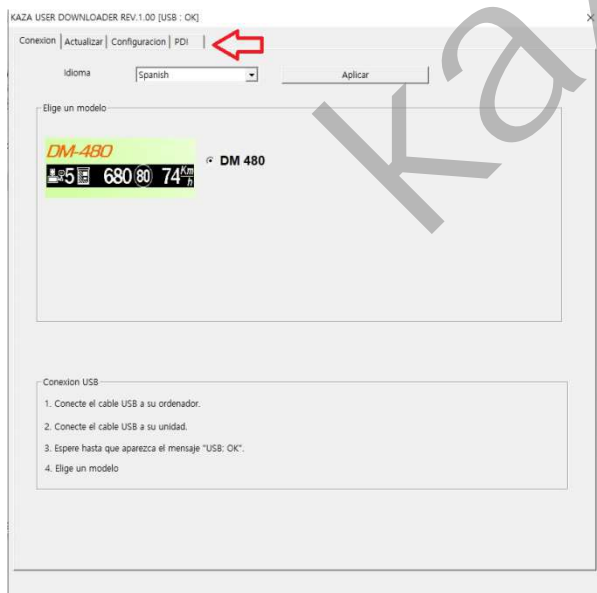 KAZA USER DOWNLOADER REV.1.00 [USB : OK]
Conexion Actualizar Configuracion PDI
Idioma Spanish Aplicar
Elige un modelo
DM-480
5 680 80 74 Km/h
DM 480
Conexion USB
1. Conecte el cable USB a su ordenador.
2. Conecte el cable USB a su unidad.
3. Espere hasta que aparezca el mensaje "USB: OK".
4. Elige un modelo